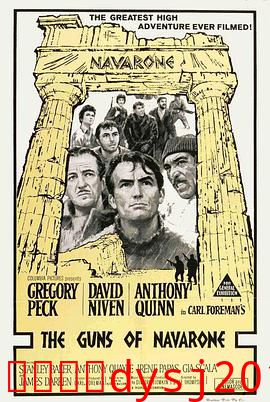 THE GREATEST HIGH
ADVENTURE EVER FILMED!
NAVARONE
COLUMBIA PICTURES presents
GREGORY PECK
DAVID NIVEN
ANTHONY QUINN
in CARL FOREMAN'S
THE GUNS OF NAVARONE
STANLEY BAKER · ANTHONY QUAYLE · IRENE PAPAS · GIA SCALA
JAMES DARREN
dysj20